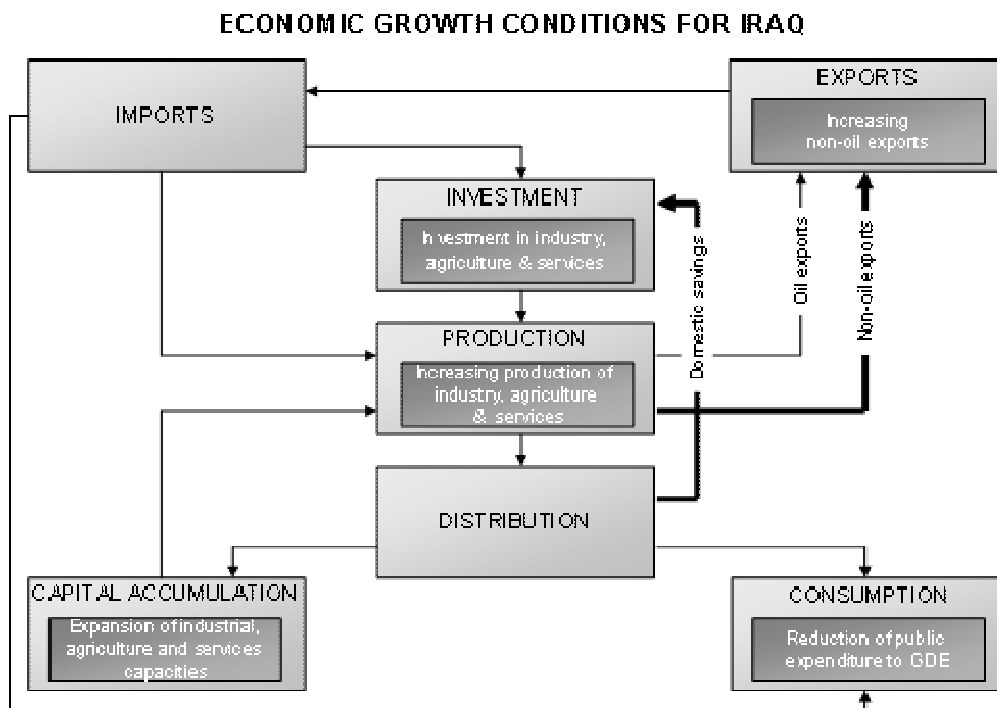 ECONOMIC GROWTH CONDITIONS FOR IRAQ
IMPORTS
EXPORTS
Increasing
non-oil exports
INVESTMENT
Investment in industry,
agriculture & services
Domestic savings
Oil exports
Non-oil exports
PRODUCTION
Increasing production of
industry, agriculture
& services
DISTRIBUTION
CAPITAL ACCUMULATION
Expansion of industrial,
agriculture and services
capacities
CONSUMPTION
Reduction of public
expenditure to GDE